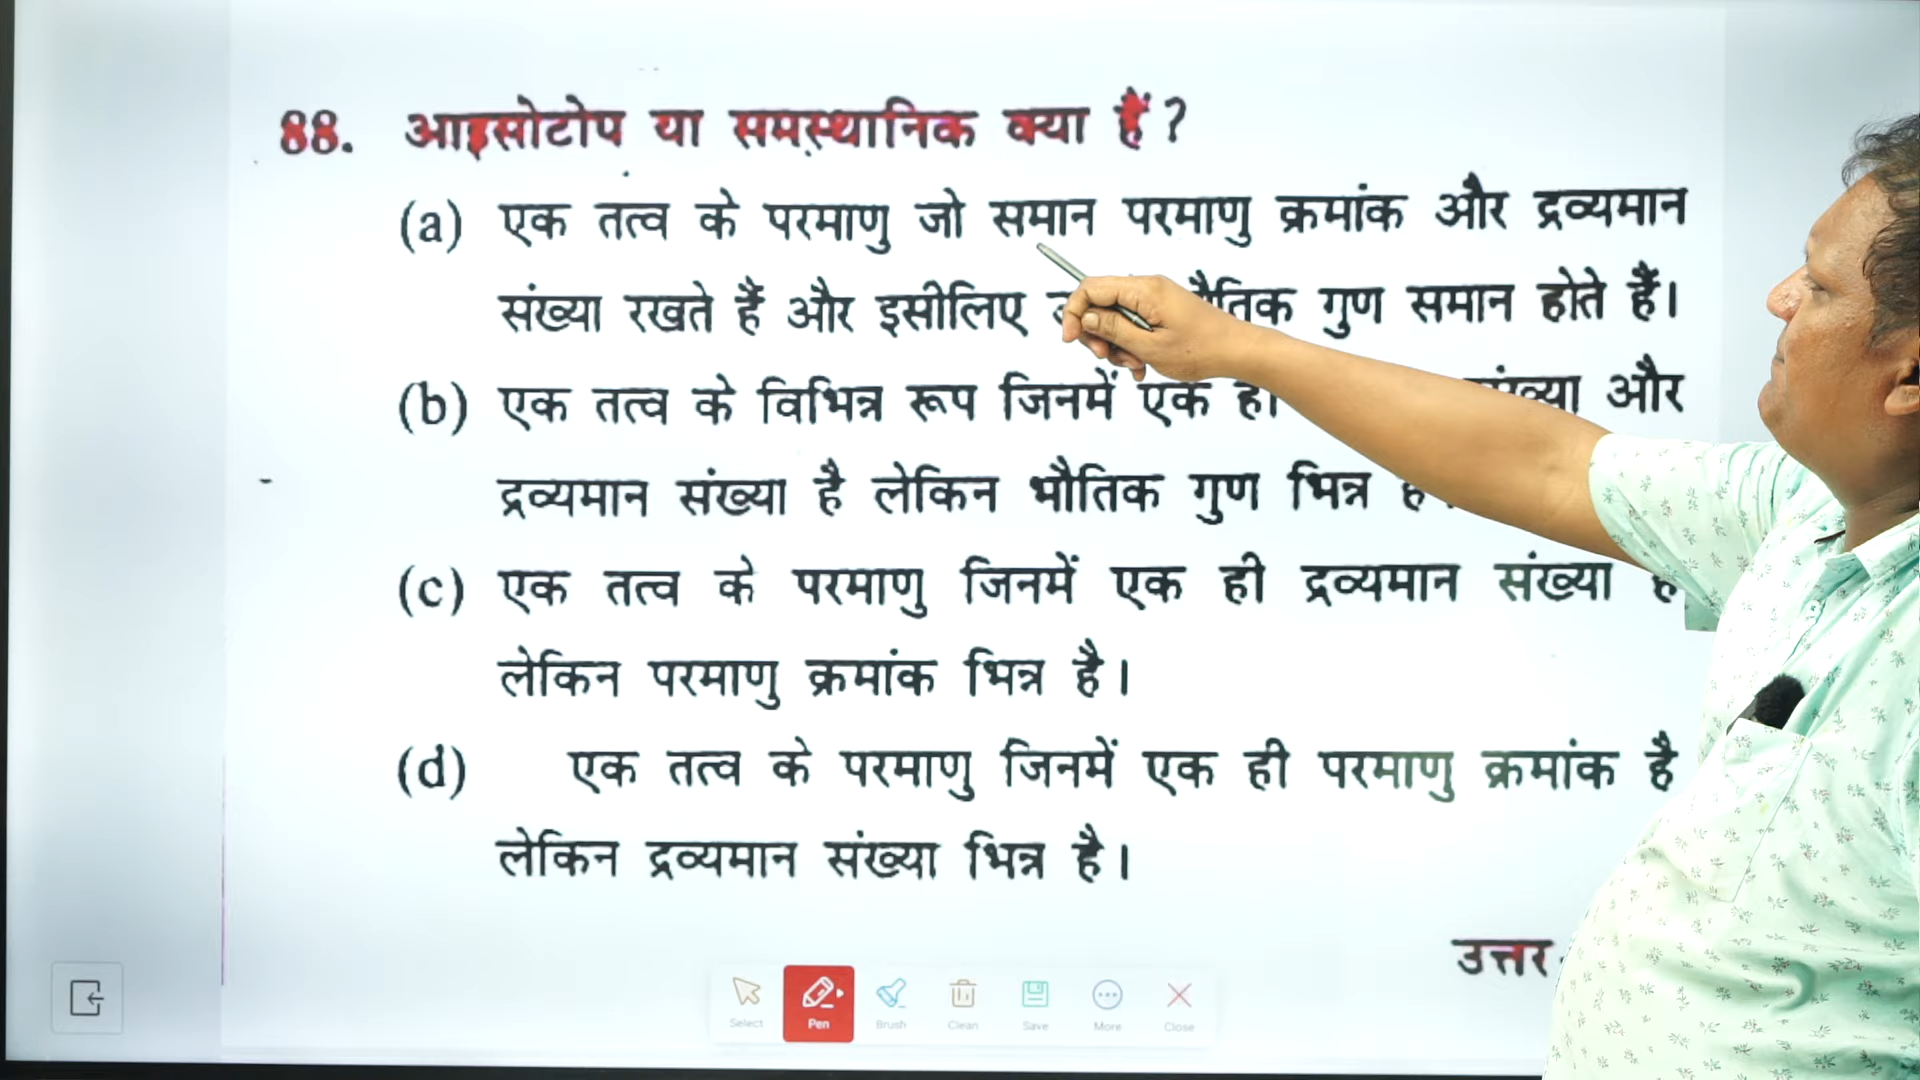 88. आइसोटोप या समस्थानिक क्या हैं?
(a) एक तत्व के परमाणु जो समान परमाणु क्रमांक और द्रव्यमान
संख्या रखते हैं और इसीलिए गुण समान होते हैं।
(b) एक तत्व के विभिन्न रूप जिनमें एक ही और
द्रव्यमान संख्या है लेकिन भौतिक गुण भिन्न
(c) एक तत्व के परमाणु जिनमें एक ही द्रव्यमान संख्या है
लेकिन परमाणु क्रमांक भिन्न है।
(d) एक तत्व के परमाणु जिनमें एक ही परमाणु क्रमांक है
लेकिन द्रव्यमान संख्या भिन्न है।
उत्तर
Select Pen Brush Clean Save More Close